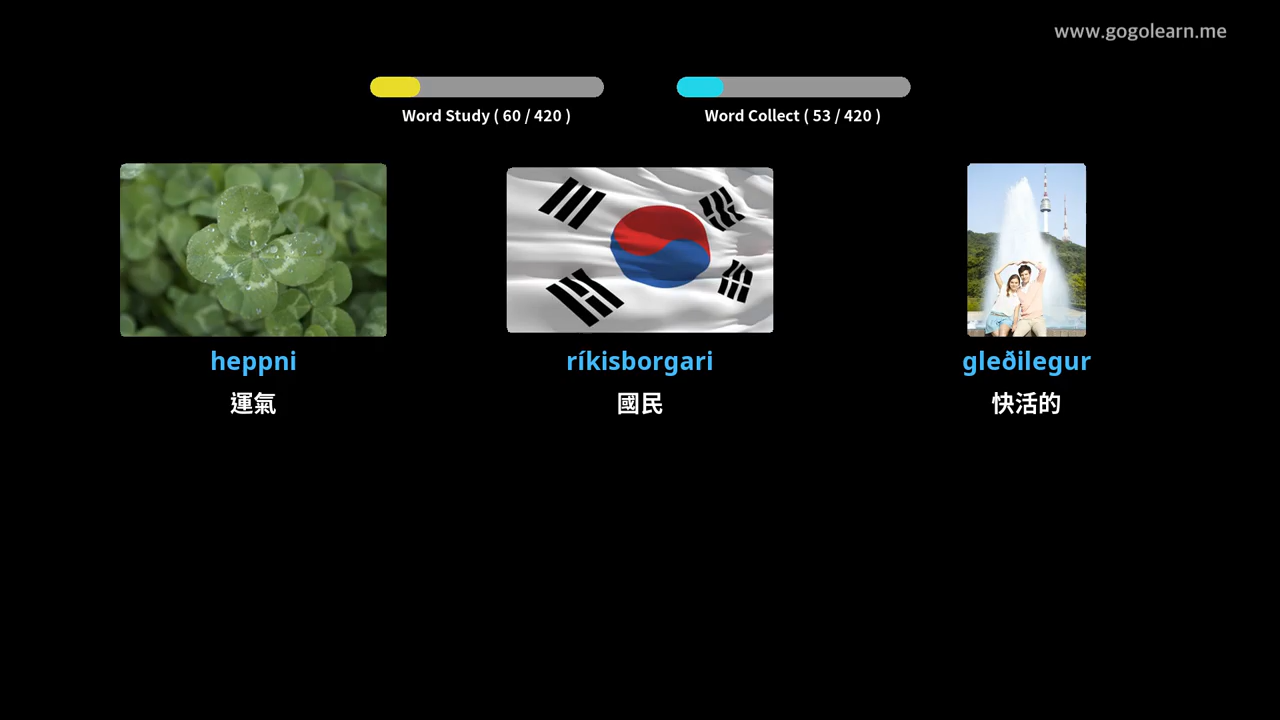 www.gogolearn.me
Word Study ( 60 / 420 )
Word Collect ( 53 / 420 )
heppni
ríkisborgari
gleðilegur
運氣
國民
快活的